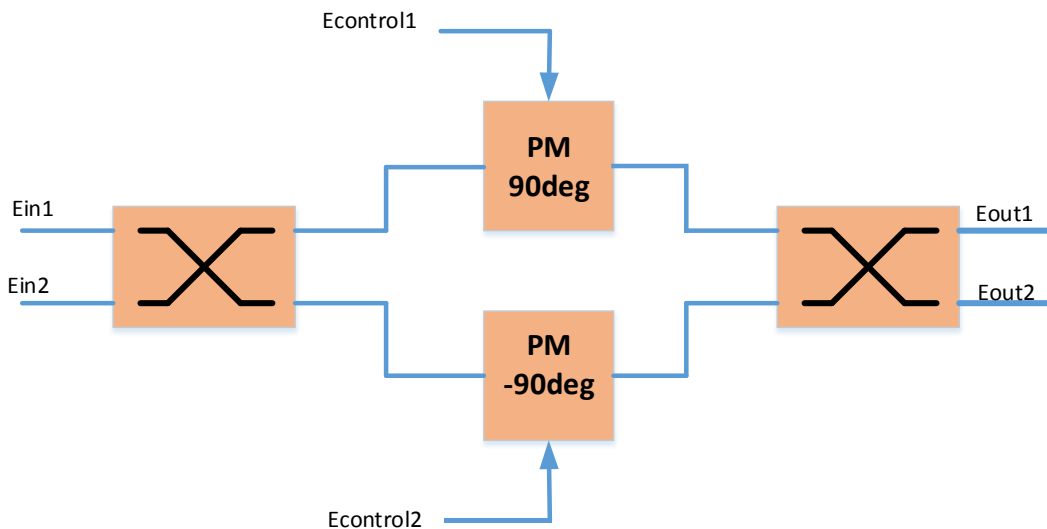 Econtrol1
PM
90deg
Ein1
Eout1
Ein2
Eout2
PM
-90deg
Econtrol2